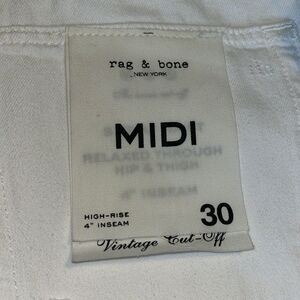 rag & bone
NEW YORK
MIDI
RELAXED THROUGH
HIP & THIGH
4" INSEAM
HIGH-RISE
4" INSEAM
30
Vintage Cut-Off